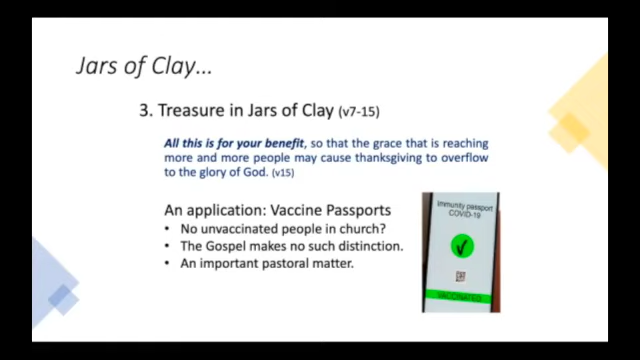 Jars of Clay...
3. Treasure in Jars of Clay (v7-15)
All this is for your benefit, so that the grace that is reaching
more and more people may cause thanksgiving to overflow
to the glory of God. (v15)
An application: Vaccine Passports
• No unvaccinated people in church?
• The Gospel makes no such distinction.
• An important pastoral matter.
Immunity passport
COVID-19
VACCINATED